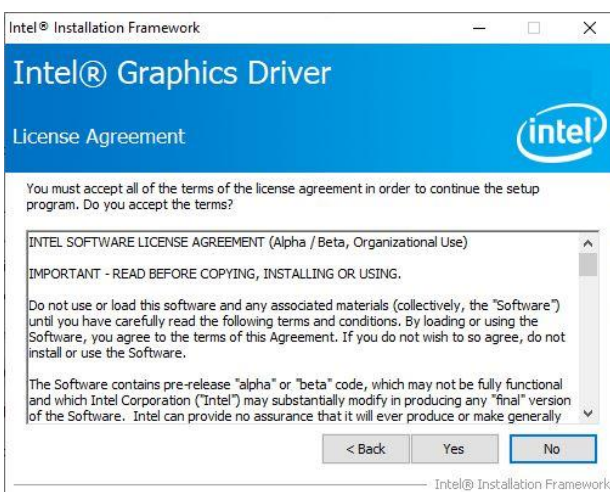 Intel® Installation Framework
Intel® Graphics Driver
License Agreement
intel
You must accept all of the terms of the license agreement in order to continue the setup
program. Do you accept the terms?
INTEL SOFTWARE LICENSE AGREEMENT (Alpha / Beta, Organizational Use)
IMPORTANT - READ BEFORE COPYING, INSTALLING OR USING.
Do not use or load this software and any associated materials (collectively, the "Software")
until you have carefully read the following terms and conditions. By loading or using the
Software, you agree to the terms of this Agreement. If you do not wish to so agree, do not
install or use the Software.
The Software contains pre-release "alpha" or "beta" code, which may not be fully functional
and which Intel Corporation ("Intel") may substantially modify in producing any "final" version
of the Software.  Intel can provide no assurance that it will ever produce or make generally
< Back Yes No
Intel® Installation Framework